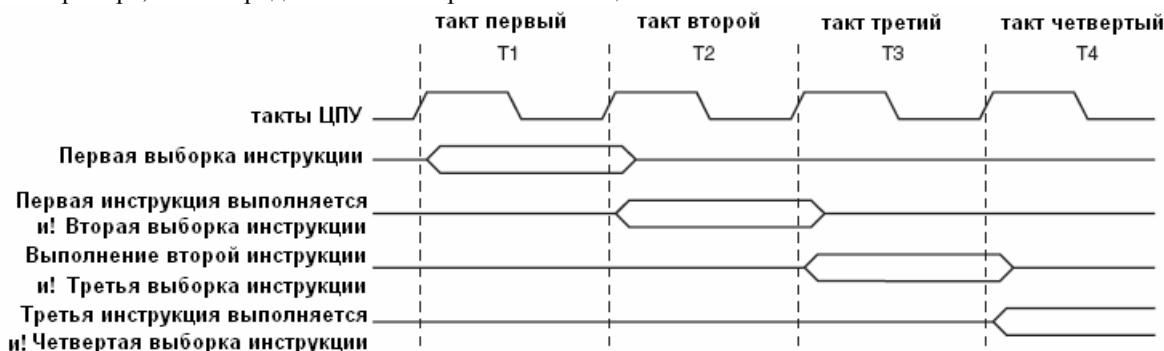 такт первый такт второй такт третий такт четвертый
T1 T2 T3 T4
такты ЦПУ
Первая выборка инструкции
Первая инструкция выполняется
и! Вторая выборка инструкции
Выполнение второй инструкции
и! Третья выборка инструкции
Третья инструкция выполняется
и! Четвертая выборка инструкции